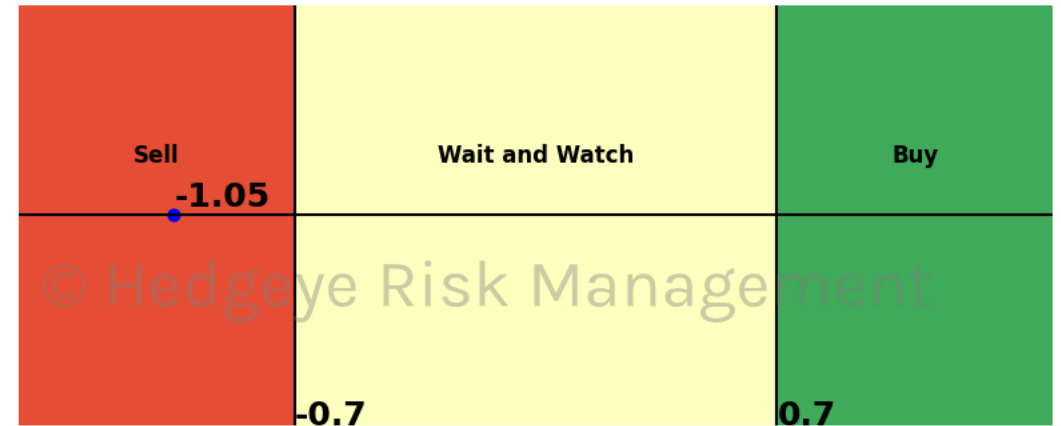 Sell
Wait and Watch
Buy
-1.05
© Hedgeye Risk Management
-0.7
0.7